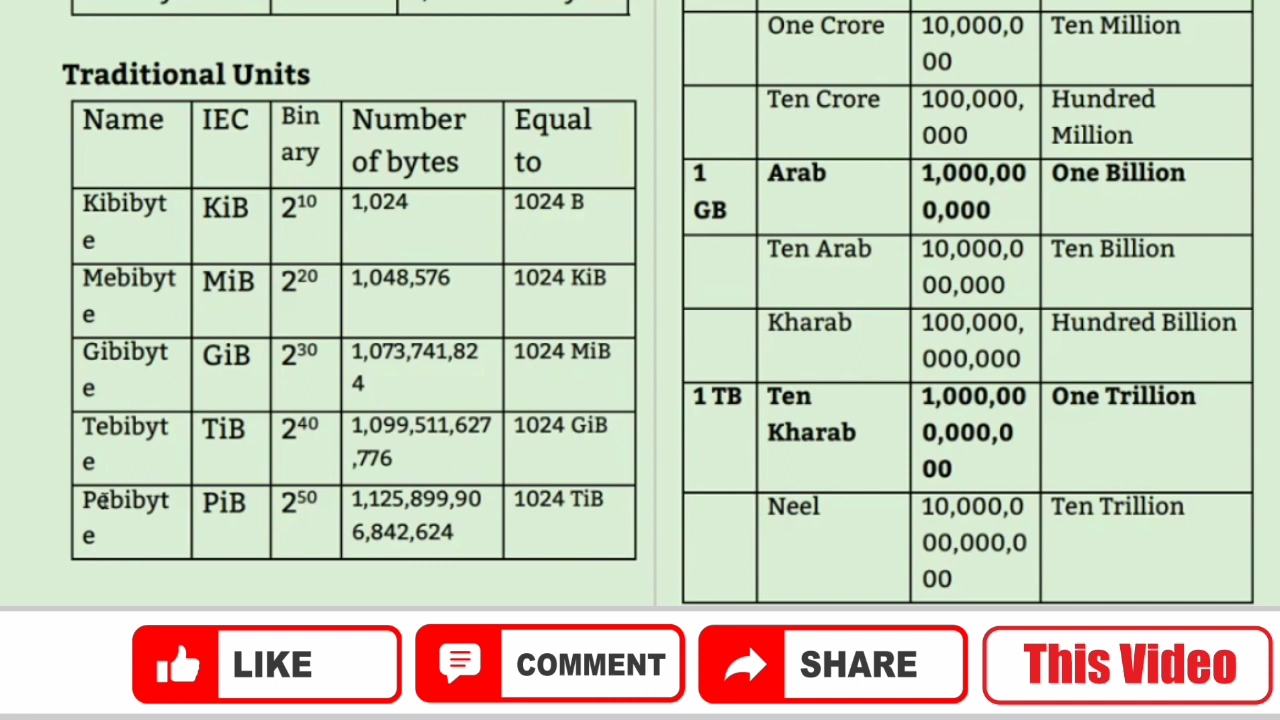 Traditional Units
Name IEC Bin Number Equal
ary of bytes to
Kibibyt KiB 2¹⁰ 1,024 1024 B
e
Mebibyt MiB 2²⁰ 1,048,576 1024 KiB
e
Gibibyt GiB 2³⁰ 1,073,741,82 1024 MiB
e 4
Tebibyt TiB 2⁴⁰ 1,099,511,627 1024 GiB
e ,776
Pebibyt PiB 2⁵⁰ 1,125,899,90 1024 TiB
e 6,842,624
One Crore 10,000,0 Ten Million
00
Ten Crore 100,000, Hundred
000 Million
1 Arab 1,000,00 One Billion
GB 0,000
Ten Arab 10,000,0 Ten Billion
00,000
Kharab 100,000, Hundred Billion
000,000
1 TB Ten 1,000,00 One Trillion
Kharab 0,000,0
00
Neel 10,000,0 Ten Trillion
00,000,0
00
LIKE COMMENT SHARE This Video